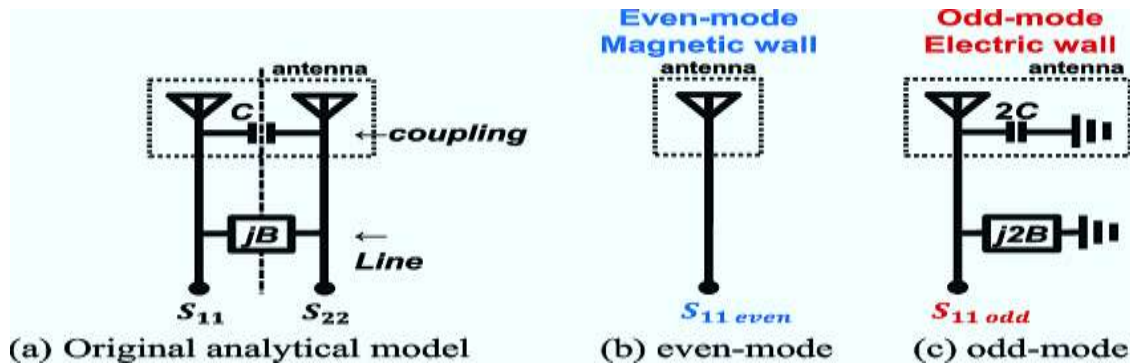 Even-mode
Magnetic wall
Odd-mode
Electric wall
antenna
antenna
antenna
C
←coupling
2C
jB
←
Line
j2B
S11
S22
S11 even
S11 odd
(a) Original analytical model
(b) even-mode
(c) odd-mode